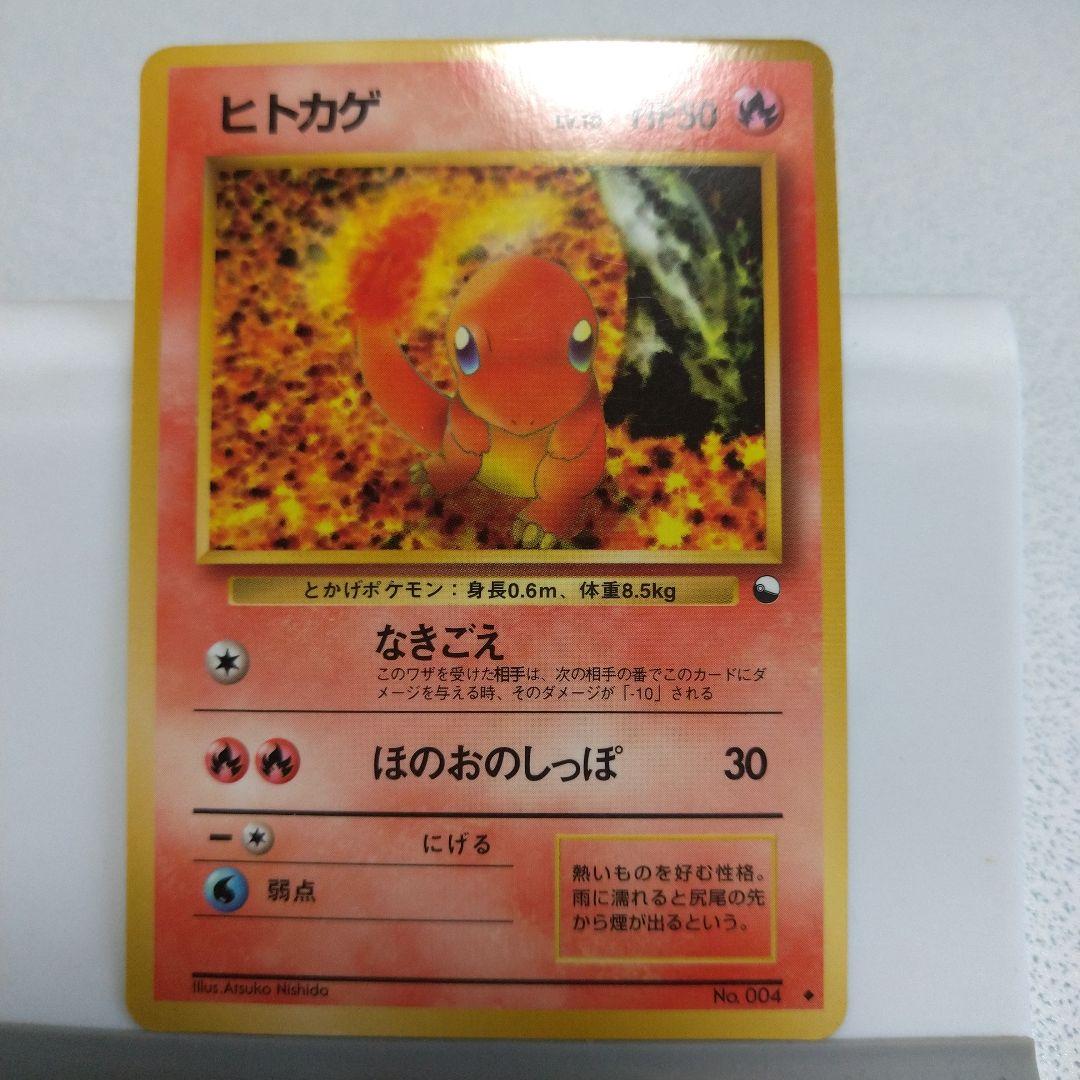 ヒトカゲ
とかげポケモン：身長0.6m、体重8.5kg
なきごえ
このワザを受けた相手は、次の相手の番でこのカードにダ
メージを与える時、そのダメージが「-10」される
ほのおのしっぽ 30
にげる
弱点
熱いものを好む性格。
雨に濡れると尻尾の先
から煙が出るという。
Illus.Atsuko Nishida
No. 004